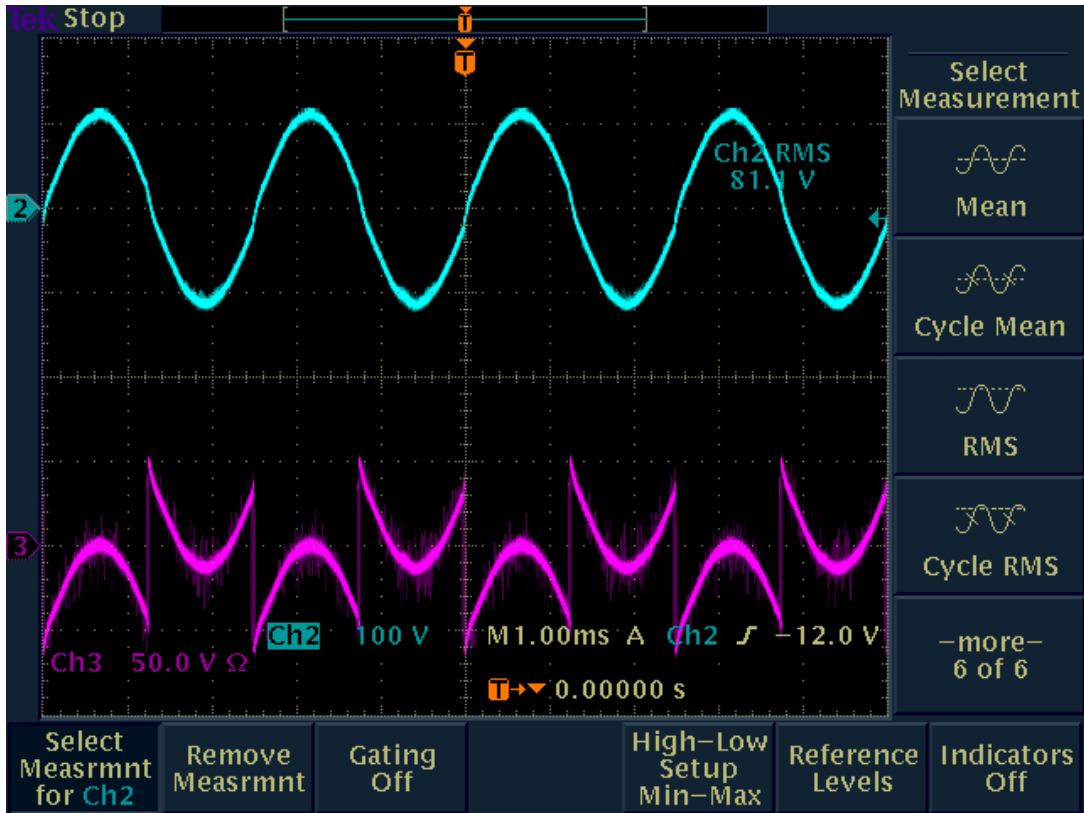 Tek Stop
T
T
Select
Measurement
Ch2 RMS
81.1 V
Mean
2
Cycle Mean
RMS
3
Cycle RMS
Ch2 100 V M1.00ms A Ch2 ∫ −12.0 V
Ch3 50.0 V Ω
−more−
6 of 6
T→▼ 0.00000 s
Select
Measrmnt
for Ch2
Remove
Measrmnt
Gating
Off
High−Low
Setup
Min−Max
Reference
Levels
Indicators
Off